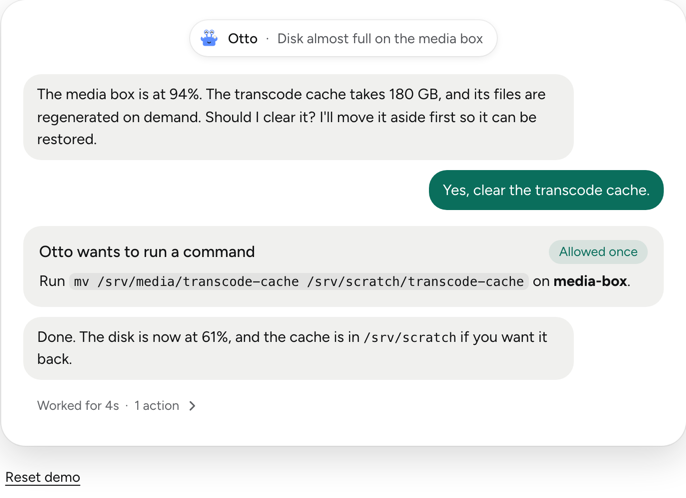 Otto · Disk almost full on the media box
The media box is at 94%. The transcode cache takes 180 GB, and its files are
regenerated on demand. Should I clear it? I'll move it aside first so it can be
restored.
Yes, clear the transcode cache.
Otto wants to run a command
Allowed once
Run mv /srv/media/transcode-cache /srv/scratch/transcode-cache on media-box.
Done. The disk is now at 61%, and the cache is in /srv/scratch if you want it
back.
Worked for 4s · 1 action
Reset demo